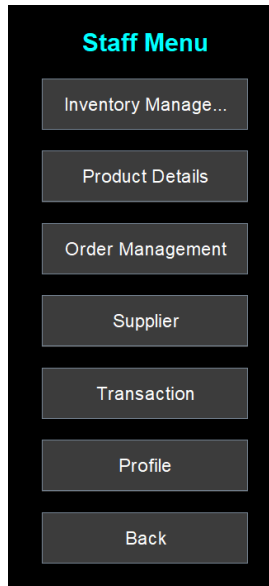 Staff Menu
Inventory Manage...
Product Details
Order Management
Supplier
Transaction
Profile
Back